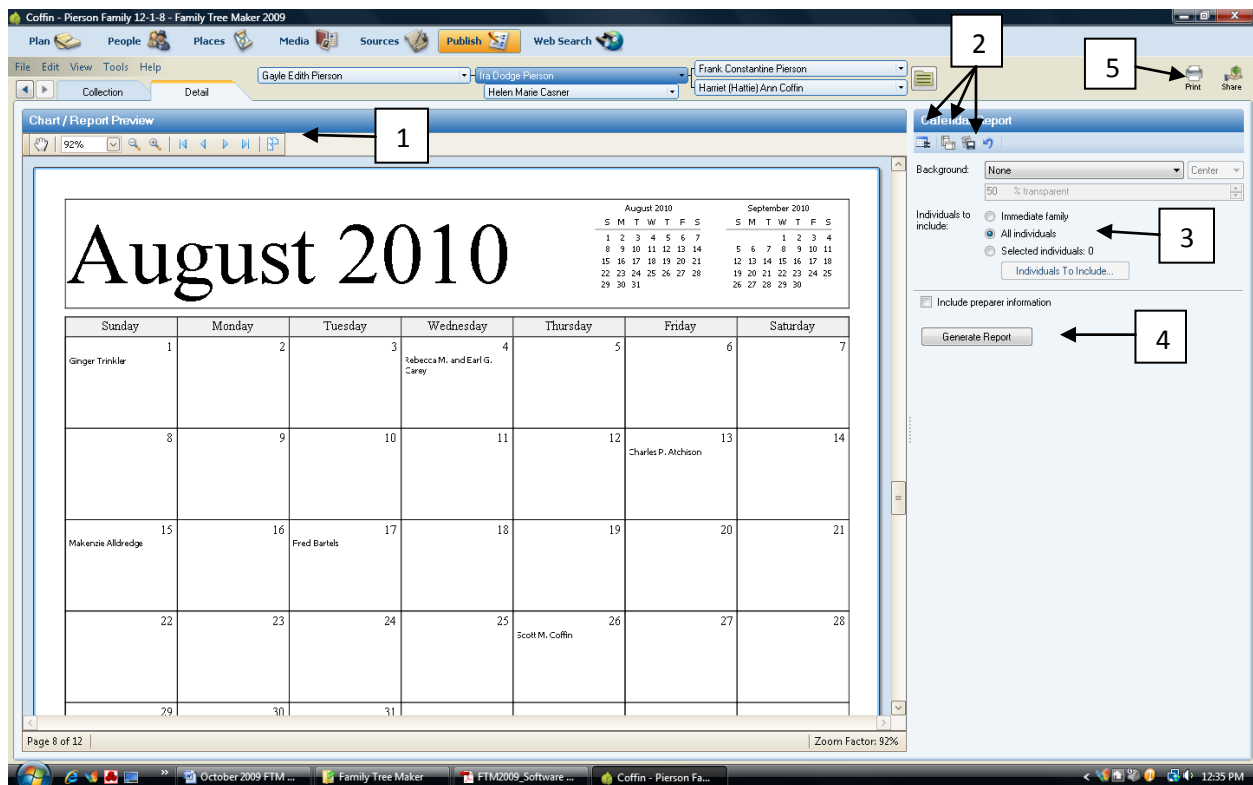 Coffin - Pierson Family 12-1-8 - Family Tree Maker 2009
Plan People Places Media Sources Publish Web Search
File Edit View Tools Help
Collection Detail
Gayle Edith Pierson
Ira Dodge Pierson
Helen Marie Casner
Frank Constantine Pierson
Harriet (Hattie) Ann Coffin
2
5
Print Share
Chart / Report Preview
92%
1
August 2010
August 2010
S M T W T F S
1 2 3 4 5 6 7
8 9 10 11 12 13 14
15 16 17 18 19 20 21
22 23 24 25 26 27 28
29 30 31
September 2010
S M T W T F S
1 2 3 4
5 6 7 8 9 10 11
12 13 14 15 16 17 18
19 20 21 22 23 24 25
26 27 28 29 30
Sunday Monday Tuesday Wednesday Thursday Friday Saturday
1 2 3 4 5 6 7
Ginger Trinkler
Rebecca M. and Earl G.
Carey
8 9 10 11 12 13 14
Charles P. Atchison
15 16 17 18 19 20 21
Makenzie Alldredge
Fred Bartels
22 23 24 25 26 27 28
Scott M. Coffin
29 30 31
Page 8 of 12
Zoom Factor: 92%
Calendar Report
Background: None Center
50 % transparent
Individuals to
include:
Immediate family
All individuals
Selected individuals: 0
Individuals To Include...
3
Include preparer information
Generate Report
4
October 2009 FTM ... Family Tree Maker FTM2009_Software ... Coffin - Pierson Fa...
12:35 PM